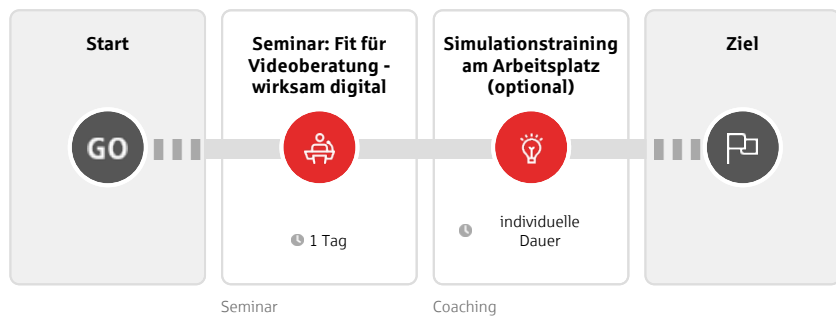 Start
GO
Seminar: Fit für
Videoberatung -
wirksam digital
1 Tag
Seminar
Simulationstraining
am Arbeitsplatz
(optional)
individuelle
Dauer
Coaching
Ziel